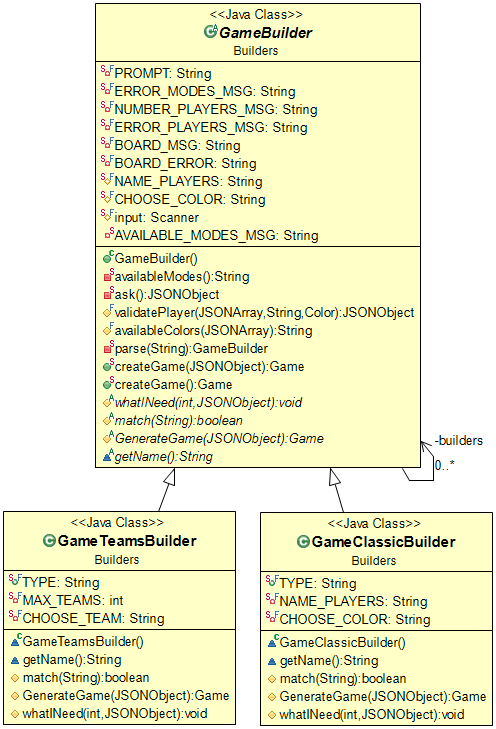 <<Java Class>>
GameBuilder
Builders
PROMPT: String
ERROR_MODES_MSG: String
NUMBER_PLAYERS_MSG: String
ERROR_PLAYERS_MSG: String
BOARD_MSG: String
BOARD_ERROR: String
NAME_PLAYERS: String
CHOOSE_COLOR: String
input: Scanner
AVAILABLE_MODES_MSG: String
GameBuilder()
availableModes():String
ask():JSONObject
validatePlayer(JSONArray,String,Color):JSONObject
availableColors(JSONArray):String
parse(String):GameBuilder
createGame(JSONObject):Game
createGame():Game
whatINeed(int,JSONObject):void
match(String):boolean
GenerateGame(JSONObject):Game
getName():String
-builders
0..*
<<Java Class>>
GameTeamsBuilder
Builders
TYPE: String
MAX_TEAMS: int
CHOOSE_TEAM: String
GameTeamsBuilder()
getName():String
match(String):boolean
GenerateGame(JSONObject):Game
whatINeed(int,JSONObject):void
<<Java Class>>
GameClassicBuilder
Builders
TYPE: String
NAME_PLAYERS: String
CHOOSE_COLOR: String
GameClassicBuilder()
getName():String
match(String):boolean
GenerateGame(JSONObject):Game
whatINeed(int,JSONObject):void